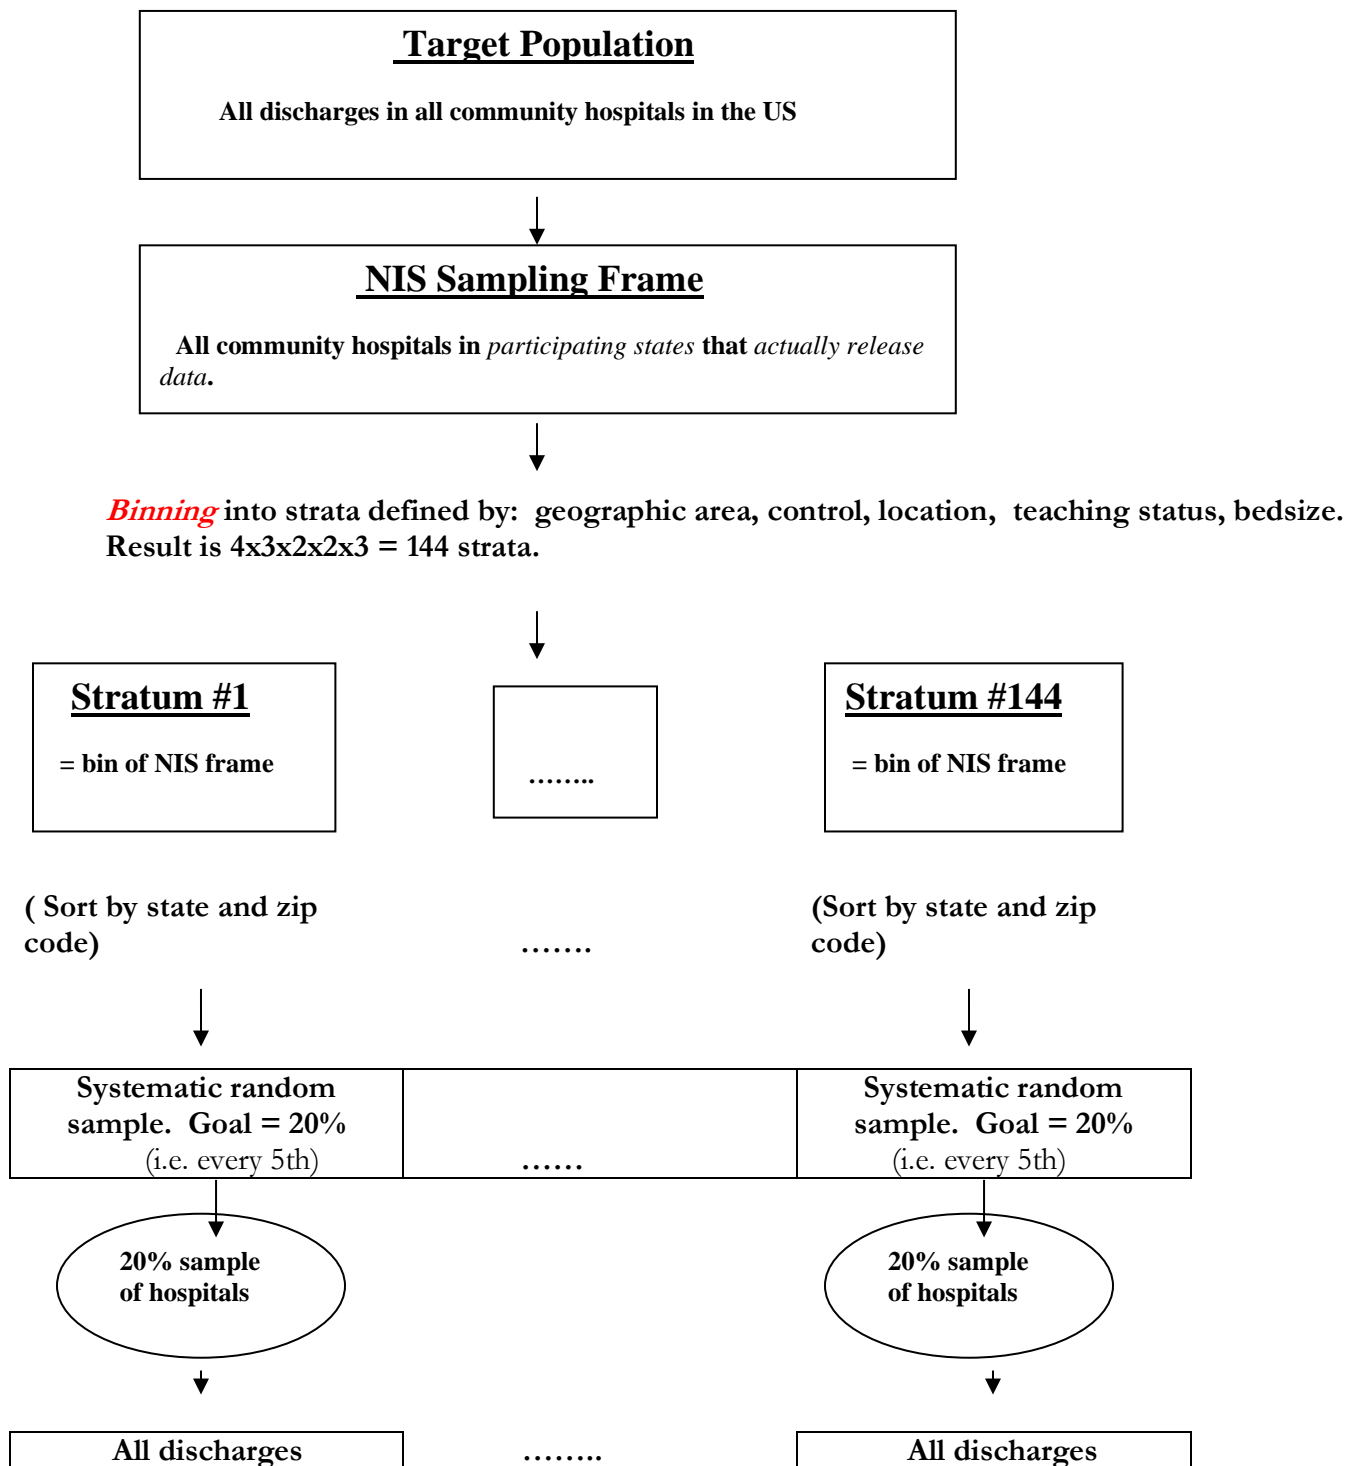 Target Population
All discharges in all community hospitals in the US
NIS Sampling Frame
All community hospitals in participating states that actually release
data.
Binning into strata defined by: geographic area, control, location, teaching status, bedsize.
Result is 4x3x2x2x3 = 144 strata.
Stratum #1
= bin of NIS frame
……..
Stratum #144
= bin of NIS frame
( Sort by state and zip
code)
…….
(Sort by state and zip
code)
Systematic random
sample. Goal = 20%
(i.e. every 5th)
……
Systematic random
sample. Goal = 20%
(i.e. every 5th)
20% sample
of hospitals
20% sample
of hospitals
All discharges
……..
All discharges